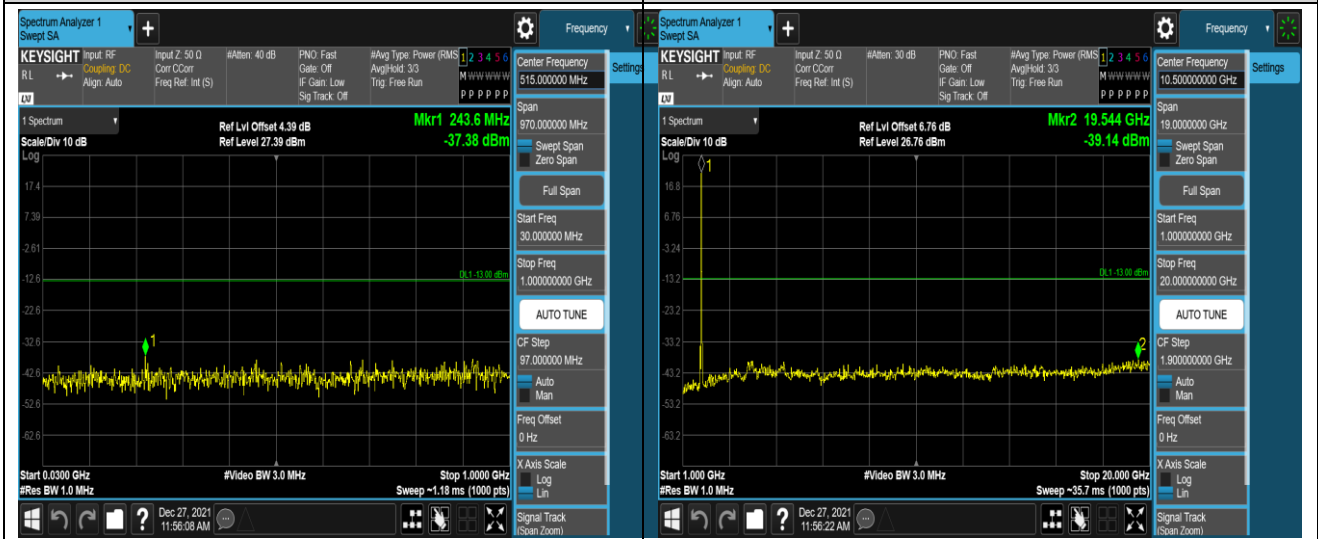 Spectrum Analyzer 1
Swept SA
+
Frequency
KEYSIGHT
RL
LXI
Input: RF
Coupling: DC
Align: Auto
Input Z: 50 Ω
Corr CCorr
Freq Ref: Int (S)
#Atten: 40 dB
PNO: Fast
Gate: Off
IF Gain: Low
Sig Track: Off
#Avg Type: Power (RMS
Avg|Hold: 3/3
Trig: Free Run
1 2 3 4 5 6
M W W W W W
P P P P P P
1 Spectrum
Scale/Div 10 dB
Log
Ref Lvl Offset 4.39 dB
Ref Level 27.39 dBm
Mkr1 243.6 MHz
-37.38 dBm
17.4
7.39
-2.61
-12.6
-22.6
-32.6
-42.6
-52.6
-62.6
DL1 -13.00 dBm
1
Start 0.0300 GHz
#Res BW 1.0 MHz
#Video BW 3.0 MHz
Stop 1.0000 GHz
Sweep ~1.18 ms (1000 pts)
?
Dec 27, 2021
11:56:08 AM
Center Frequency
515.000000 MHz
Settings
Span
970.000000 MHz
Swept Span
Zero Span
Full Span
Start Freq
30.000000 MHz
Stop Freq
1.000000000 GHz
AUTO TUNE
CF Step
97.000000 MHz
Auto
Man
Freq Offset
0 Hz
X Axis Scale
Log
Lin
Signal Track
(Span Zoom)
Spectrum Analyzer 1
Swept SA
+
Frequency
KEYSIGHT
RL
LXI
Input: RF
Coupling: DC
Align: Auto
Input Z: 50 Ω
Corr CCorr
Freq Ref: Int (S)
#Atten: 30 dB
PNO: Fast
Gate: Off
IF Gain: Low
Sig Track: Off
#Avg Type: Power (RMS
Avg|Hold: 3/3
Trig: Free Run
1 2 3 4 5 6
M W W W W W
P P P P P P
1 Spectrum
Scale/Div 10 dB
Log
Ref Lvl Offset 6.76 dB
Ref Level 26.76 dBm
Mkr2 19.544 GHz
-39.14 dBm
1
16.8
6.76
-3.24
-13.2
-23.2
-33.2
-43.2
-53.2
-63.2
DL1 -13.00 dBm
2
Start 1.000 GHz
#Res BW 1.0 MHz
#Video BW 3.0 MHz
Stop 20.000 GHz
Sweep ~35.7 ms (1000 pts)
?
Dec 27, 2021
11:56:22 AM
Center Frequency
10.500000000 GHz
Settings
Span
19.0000000 GHz
Swept Span
Zero Span
Full Span
Start Freq
1.000000000 GHz
Stop Freq
20.000000000 GHz
AUTO TUNE
CF Step
1.900000000 GHz
Auto
Man
Freq Offset
0 Hz
X Axis Scale
Log
Lin
Signal Track
(Span Zoom)